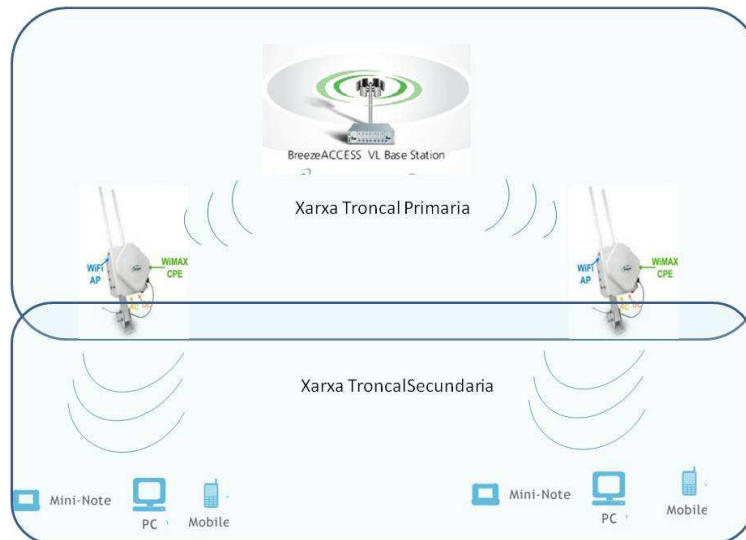 BreezeACCESS VL Base Station
Xarxa Troncal Primaria
WiFI
AP
WiMAX
CPE
WiFI
AP
WiMAX
CPE
Xarxa TroncalSecundaria
Mini-Note
PC
Mobile
Mini-Note
PC
Mobile